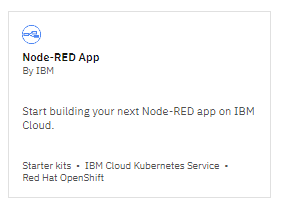 Node-RED App
By IBM
Start building your next Node-RED app on IBM
Cloud.
Starter kits • IBM Cloud Kubernetes Service •
Red Hat OpenShift